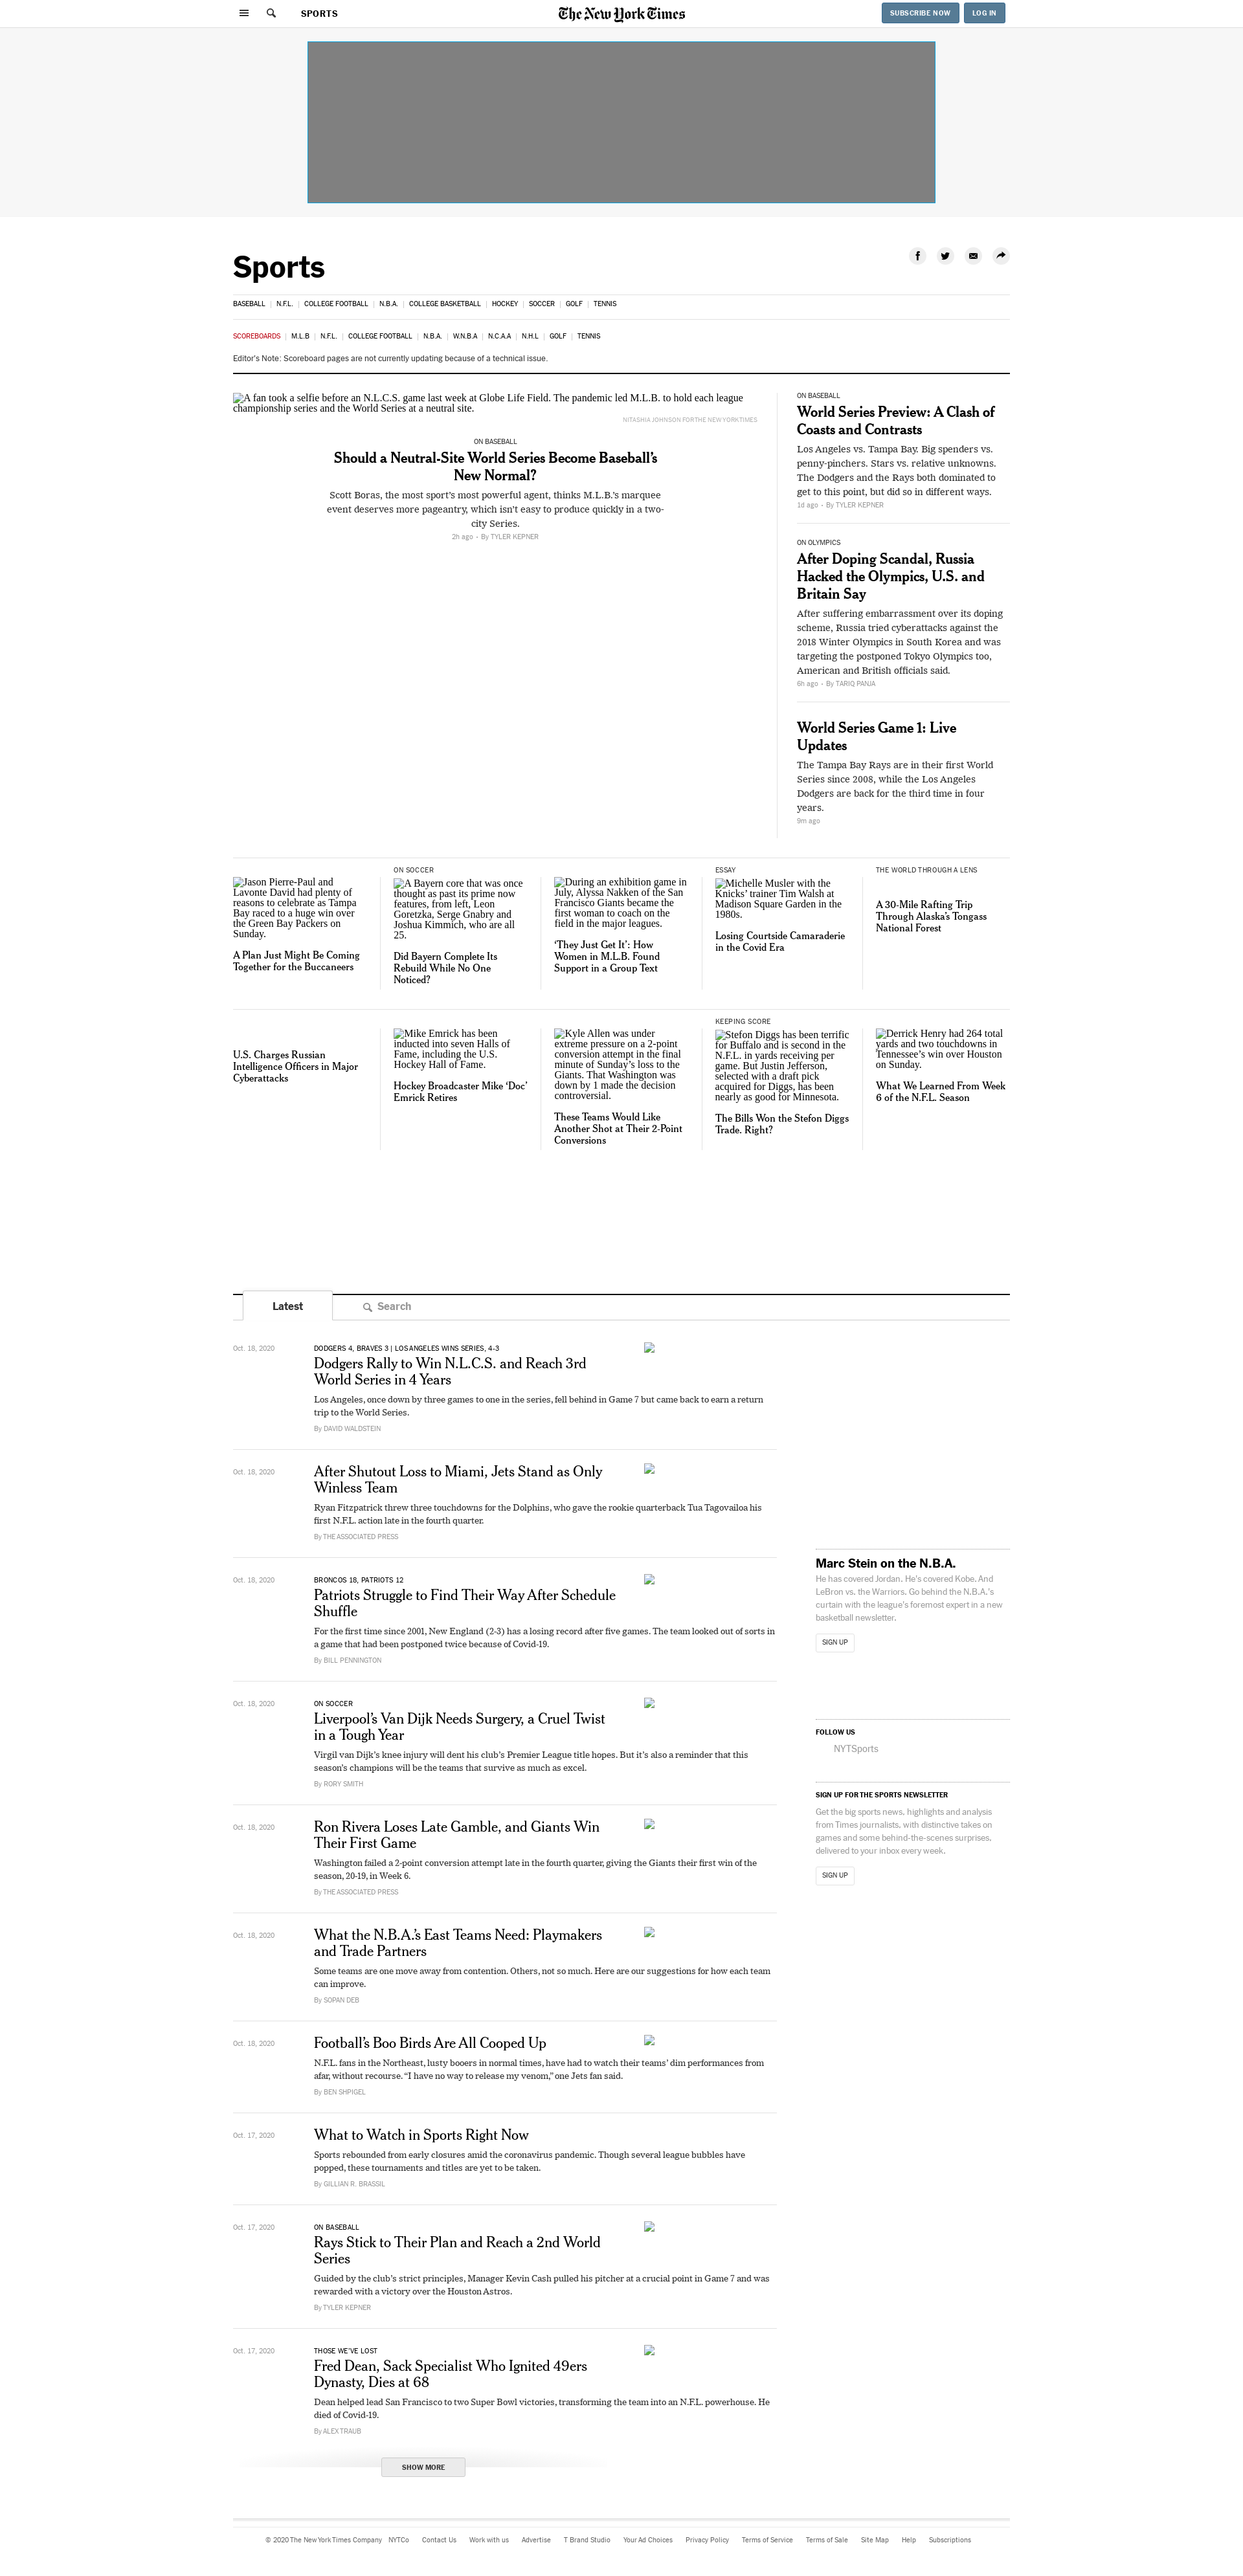 SPORTS
The New York Times
SUBSCRIBE NOW
LOG IN
Sports
BASEBALL | N.F.L. | COLLEGE FOOTBALL | N.B.A. | COLLEGE BASKETBALL | HOCKEY | SOCCER | GOLF | TENNIS
SCOREBOARDS | M.L.B | N.F.L. | COLLEGE FOOTBALL | N.B.A. | W.N.B.A | N.C.A.A | N.H.L | GOLF | TENNIS
Editor's Note: Scoreboard pages are not currently updating because of a technical issue.
A fan took a selfie before an N.L.C.S. game last week at Globe Life Field. The pandemic led M.L.B. to hold each league
championship series and the World Series at a neutral site.
NITASHIA JOHNSON FOR THE NEW YORK TIMES
ON BASEBALL
Should a Neutral-Site World Series Become Baseball’s
New Normal?
Scott Boras, the most sport’s most powerful agent, thinks M.L.B.’s marquee
event deserves more pageantry, which isn’t easy to produce quickly in a two-
city Series.
2h ago • By TYLER KEPNER
ON BASEBALL
World Series Preview: A Clash of
Coasts and Contrasts
Los Angeles vs. Tampa Bay. Big spenders vs.
penny-pinchers. Stars vs. relative unknowns.
The Dodgers and the Rays both dominated to
get to this point, but did so in different ways.
1d ago • By TYLER KEPNER
ON OLYMPICS
After Doping Scandal, Russia
Hacked the Olympics, U.S. and
Britain Say
After suffering embarrassment over its doping
scheme, Russia tried cyberattacks against the
2018 Winter Olympics in South Korea and was
targeting the postponed Tokyo Olympics too,
American and British officials said.
6h ago • By TARIQ PANJA
World Series Game 1: Live
Updates
The Tampa Bay Rays are in their first World
Series since 2008, while the Los Angeles
Dodgers are back for the third time in four
years.
9m ago
Jason Pierre-Paul and
Lavonte David had plenty of
reasons to celebrate as Tampa
Bay raced to a huge win over
the Green Bay Packers on
Sunday.
A Plan Just Might Be Coming
Together for the Buccaneers
ON SOCCER
A Bayern core that was once
thought as past its prime now
features, from left, Leon
Goretzka, Serge Gnabry and
Joshua Kimmich, who are all
25.
Did Bayern Complete Its
Rebuild While No One
Noticed?
During an exhibition game in
July, Alyssa Nakken of the San
Francisco Giants became the
first woman to coach on the
field in the major leagues.
‘They Just Get It’: How
Women in M.L.B. Found
Support in a Group Text
ESSAY
Michelle Musler with the
Knicks’ trainer Tim Walsh at
Madison Square Garden in the
1980s.
Losing Courtside Camaraderie
in the Covid Era
THE WORLD THROUGH A LENS
A 30-Mile Rafting Trip
Through Alaska’s Tongass
National Forest
U.S. Charges Russian
Intelligence Officers in Major
Cyberattacks
Mike Emrick has been
inducted into seven Halls of
Fame, including the U.S.
Hockey Hall of Fame.
Hockey Broadcaster Mike ‘Doc’
Emrick Retires
Kyle Allen was under
extreme pressure on a 2-point
conversion attempt in the final
minute of Sunday’s loss to the
Giants. That Washington was
down by 1 made the decision
controversial.
These Teams Would Like
Another Shot at Their 2-Point
Conversions
KEEPING SCORE
Stefon Diggs has been terrific
for Buffalo and is second in the
N.F.L. in yards receiving per
game. But Justin Jefferson,
selected with a draft pick
acquired for Diggs, has been
nearly as good for Minnesota.
The Bills Won the Stefon Diggs
Trade. Right?
Derrick Henry had 264 total
yards and two touchdowns in
Tennessee’s win over Houston
on Sunday.
What We Learned From Week
6 of the N.F.L. Season
Latest
Search
Oct. 18, 2020
DODGERS 4, BRAVES 3 | LOS ANGELES WINS SERIES, 4-3
Dodgers Rally to Win N.L.C.S. and Reach 3rd
World Series in 4 Years
Los Angeles, once down by three games to one in the series, fell behind in Game 7 but came back to earn a return
trip to the World Series.
By DAVID WALDSTEIN
Oct. 18, 2020
After Shutout Loss to Miami, Jets Stand as Only
Winless Team
Ryan Fitzpatrick threw three touchdowns for the Dolphins, who gave the rookie quarterback Tua Tagovailoa his
first N.F.L. action late in the fourth quarter.
By THE ASSOCIATED PRESS
Oct. 18, 2020
BRONCOS 18, PATRIOTS 12
Patriots Struggle to Find Their Way After Schedule
Shuffle
For the first time since 2001, New England (2-3) has a losing record after five games. The team looked out of sorts in
a game that had been postponed twice because of Covid-19.
By BILL PENNINGTON
Oct. 18, 2020
ON SOCCER
Liverpool’s Van Dijk Needs Surgery, a Cruel Twist
in a Tough Year
Virgil van Dijk’s knee injury will dent his club’s Premier League title hopes. But it’s also a reminder that this
season’s champions will be the teams that survive as much as excel.
By RORY SMITH
Oct. 18, 2020
Ron Rivera Loses Late Gamble, and Giants Win
Their First Game
Washington failed a 2-point conversion attempt late in the fourth quarter, giving the Giants their first win of the
season, 20-19, in Week 6.
By THE ASSOCIATED PRESS
Oct. 18, 2020
What the N.B.A.’s East Teams Need: Playmakers
and Trade Partners
Some teams are one move away from contention. Others, not so much. Here are our suggestions for how each team
can improve.
By SOPAN DEB
Oct. 18, 2020
Football’s Boo Birds Are All Cooped Up
N.F.L. fans in the Northeast, lusty booers in normal times, have had to watch their teams’ dim performances from
afar, without recourse. “I have no way to release my venom,” one Jets fan said.
By BEN SHPIGEL
Oct. 17, 2020
What to Watch in Sports Right Now
Sports rebounded from early closures amid the coronavirus pandemic. Though several league bubbles have
popped, these tournaments and titles are yet to be taken.
By GILLIAN R. BRASSIL
Oct. 17, 2020
ON BASEBALL
Rays Stick to Their Plan and Reach a 2nd World
Series
Guided by the club’s strict principles, Manager Kevin Cash pulled his pitcher at a crucial point in Game 7 and was
rewarded with a victory over the Houston Astros.
By TYLER KEPNER
Oct. 17, 2020
THOSE WE’VE LOST
Fred Dean, Sack Specialist Who Ignited 49ers
Dynasty, Dies at 68
Dean helped lead San Francisco to two Super Bowl victories, transforming the team into an N.F.L. powerhouse. He
died of Covid-19.
By ALEX TRAUB
SHOW MORE
Marc Stein on the N.B.A.
He has covered Jordan. He’s covered Kobe. And
LeBron vs. the Warriors. Go behind the N.B.A.’s
curtain with the league’s foremost expert in a new
basketball newsletter.
SIGN UP
FOLLOW US
NYTSports
SIGN UP FOR THE SPORTS NEWSLETTER
Get the big sports news, highlights and analysis
from Times journalists, with distinctive takes on
games and some behind-the-scenes surprises,
delivered to your inbox every week.
SIGN UP
© 2020 The New York Times Company NYTCo Contact Us Work with us Advertise T Brand Studio Your Ad Choices Privacy Policy Terms of Service Terms of Sale Site Map Help Subscriptions